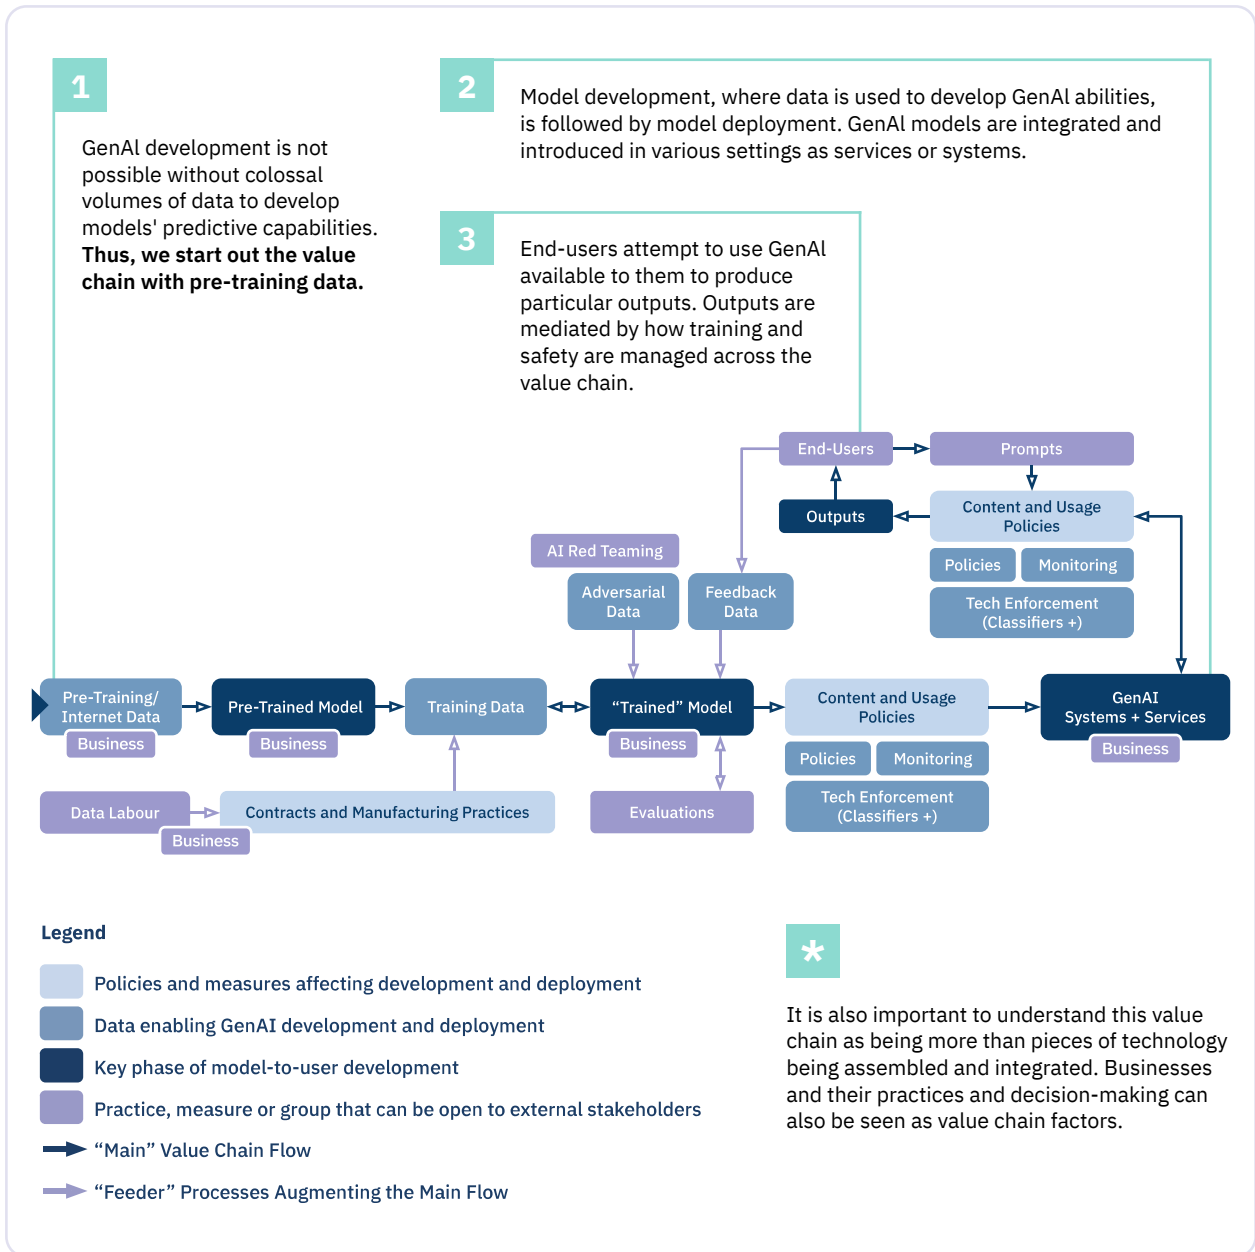 1
GenAI development is not
possible without colossal
volumes of data to develop
models' predictive capabilities.
Thus, we start out the value
chain with pre-training data.
2
Model development, where data is used to develop GenAI abilities,
is followed by model deployment. GenAI models are integrated and
introduced in various settings as services or systems.
3
End-users attempt to use GenAI
available to them to produce
particular outputs. Outputs are
mediated by how training and
safety are managed across the
value chain.
End-Users
Prompts
Outputs
Content and Usage
Policies
Policies
Monitoring
Tech Enforcement
(Classifiers +)
AI Red Teaming
Adversarial
Data
Feedback
Data
Pre-Training/
Internet Data
Business
Pre-Trained Model
Business
Training Data
“Trained” Model
Business
Content and Usage
Policies
Policies
Monitoring
Tech Enforcement
(Classifiers +)
GenAI
Systems + Services
Business
Data Labour
Contracts and Manufacturing Practices
Business
Evaluations
Legend
Policies and measures affecting development and deployment
Data enabling GenAI development and deployment
Key phase of model-to-user development
Practice, measure or group that can be open to external stakeholders
“Main” Value Chain Flow
“Feeder” Processes Augmenting the Main Flow
*
It is also important to understand this value
chain as being more than pieces of technology
being assembled and integrated. Businesses
and their practices and decision-making can
also be seen as value chain factors.